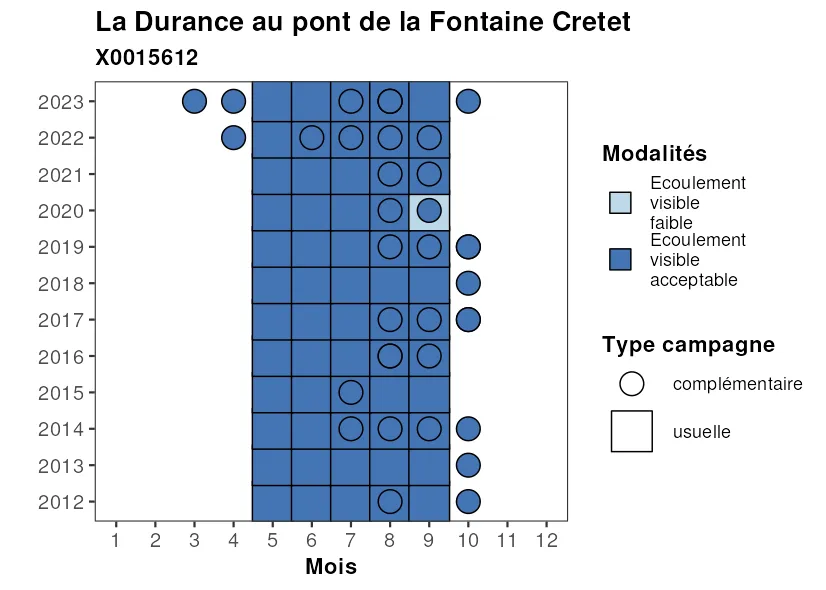 La Durance au pont de la Fontaine Cretet
X0015612
2023
2022
2021
2020
2019
2018
2017
2016
2015
2014
2013
2012
1 2 3 4 5 6 7 8 9 10 11 12
Mois
Modalités
Ecoulement
visible
faible
Ecoulement
visible
acceptable
Type campagne
complémentaire
usuelle